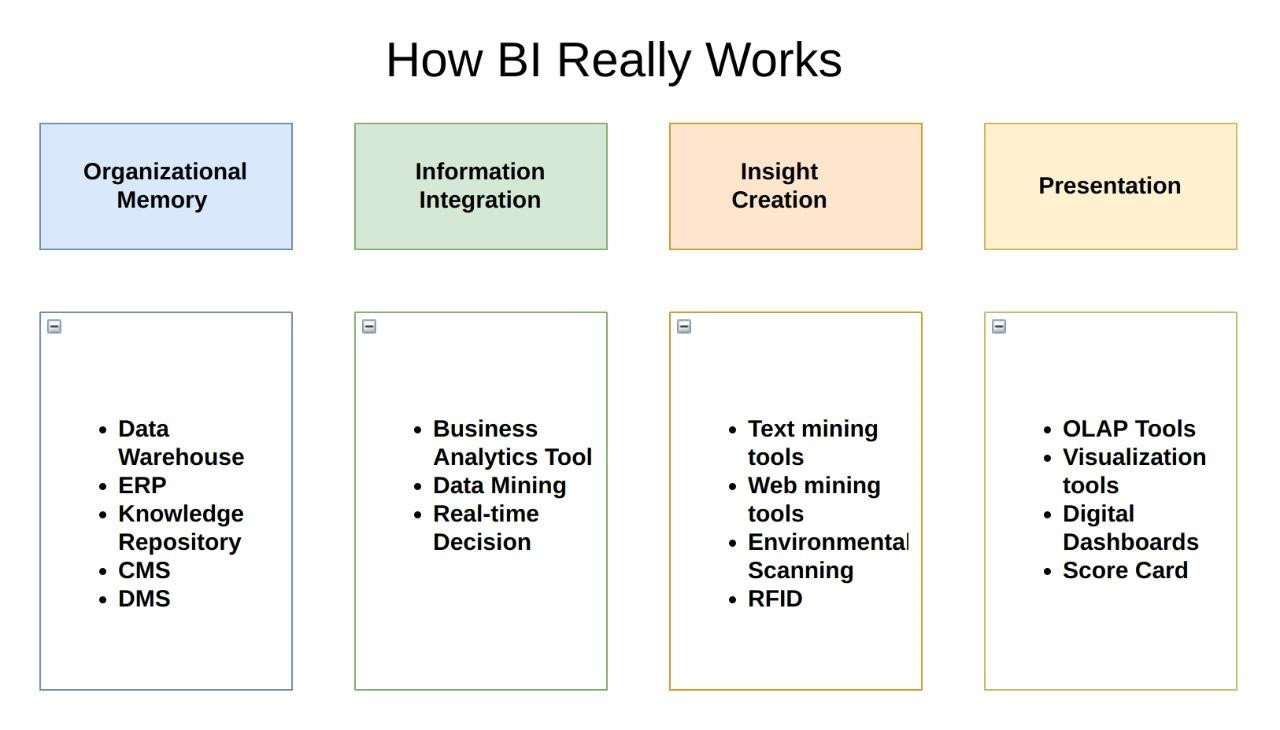 How BI Really Works
Organizational
Memory
Information
Integration
Insight
Creation
Presentation
• Data
Warehouse
• ERP
• Knowledge
Repository
• CMS
• DMS
• Business
Analytics Tool
• Data Mining
• Real-time
Decision
• Text mining
tools
• Web mining
tools
• Environmental
Scanning
• RFID
• OLAP Tools
• Visualization
tools
• Digital
Dashboards
• Score Card